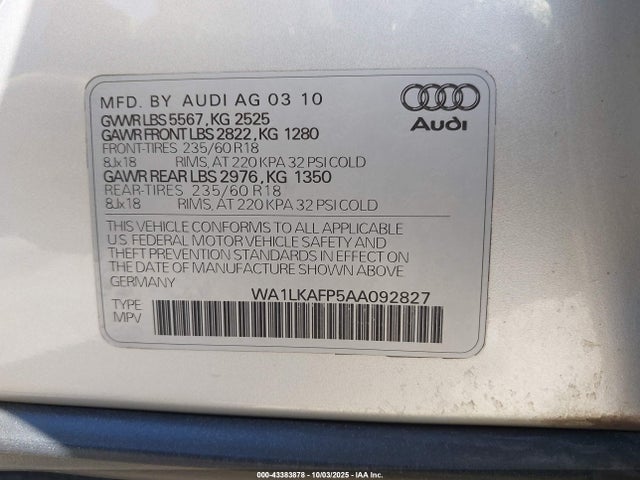 MFD. BY AUDI AG 03 10
GVWR LBS 5567, KG 2525
GAWR FRONT LBS 2822, KG 1280
FRONT-TIRES 235/60 R18
8Jx18 RIMS, AT 220 KPA 32 PSI COLD
GAWR REAR LBS 2976, KG 1350
REAR-TIRES 235/60 R18
8Jx18 RIMS, AT 220 KPA 32 PSI COLD
Audi
THIS VEHICLE CONFORMS TO ALL APPLICABLE
U.S. FEDERAL MOTOR VEHICLE SAFETY AND
THEFT PREVENTION STANDARDS IN EFFECT ON
THE DATE OF MANUFACTURE SHOWN ABOVE.
GERMANY
WA1LKAFP5AA092827
TYPE
MPV
000-43383878 - 10/03/2025 - IAA Inc.